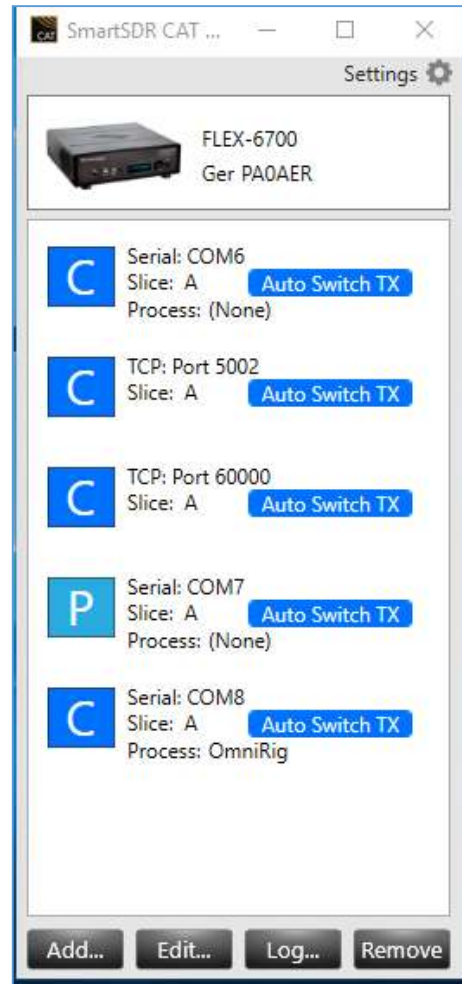 CAT SmartSDR CAT ...
Settings
FLEX-6700
Ger PA0AER
C
Serial: COM6
Slice: A Auto Switch TX
Process: (None)
C
TCP: Port 5002
Slice: A Auto Switch TX
C
TCP: Port 60000
Slice: A Auto Switch TX
P
Serial: COM7
Slice: A Auto Switch TX
Process: (None)
C
Serial: COM8
Slice: A Auto Switch TX
Process: OmniRig
Add... Edit... Log... Remove